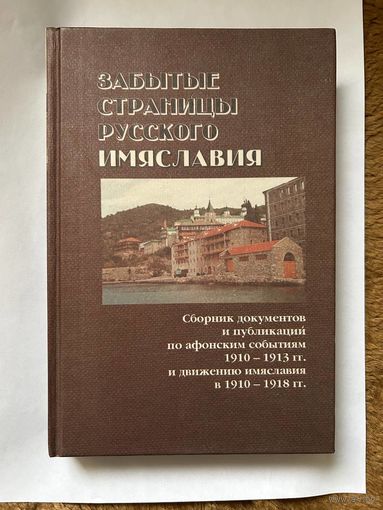 ЗАБЫТЫЕ
СТРАНИЦЫ
РУССКОГО
ИМЯСЛАВИЯ
Сборник документов
и публикаций
по афонским событиям
1910 – 1913 гг.
и движению имяславия
в 1910 – 1918 гг.